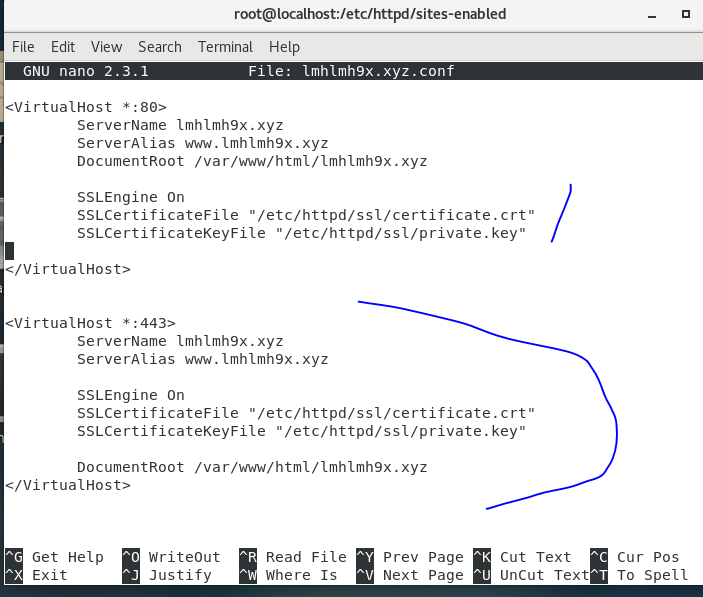 root@localhost:/etc/httpd/sites-enabled
File Edit View Search Terminal Help
GNU nano 2.3.1 File: lmhlmh9x.xyz.conf
<VirtualHost *:80>
ServerName lmhlmh9x.xyz
ServerAlias www.lmhlmh9x.xyz
DocumentRoot /var/www/html/lmhlmh9x.xyz
SSLEngine On
SSLCertificateFile "/etc/httpd/ssl/certificate.crt"
SSLCertificateKeyFile "/etc/httpd/ssl/private.key"
</VirtualHost>
<VirtualHost *:443>
ServerName lmhlmh9x.xyz
ServerAlias www.lmhlmh9x.xyz
SSLEngine On
SSLCertificateFile "/etc/httpd/ssl/certificate.crt"
SSLCertificateKeyFile "/etc/httpd/ssl/private.key"
DocumentRoot /var/www/html/lmhlmh9x.xyz
</VirtualHost>
^G Get Help ^O WriteOut ^R Read File ^Y Prev Page ^K Cut Text ^C Cur Pos
^X Exit ^J Justify ^W Where Is ^V Next Page ^U UnCut Text ^T To Spell